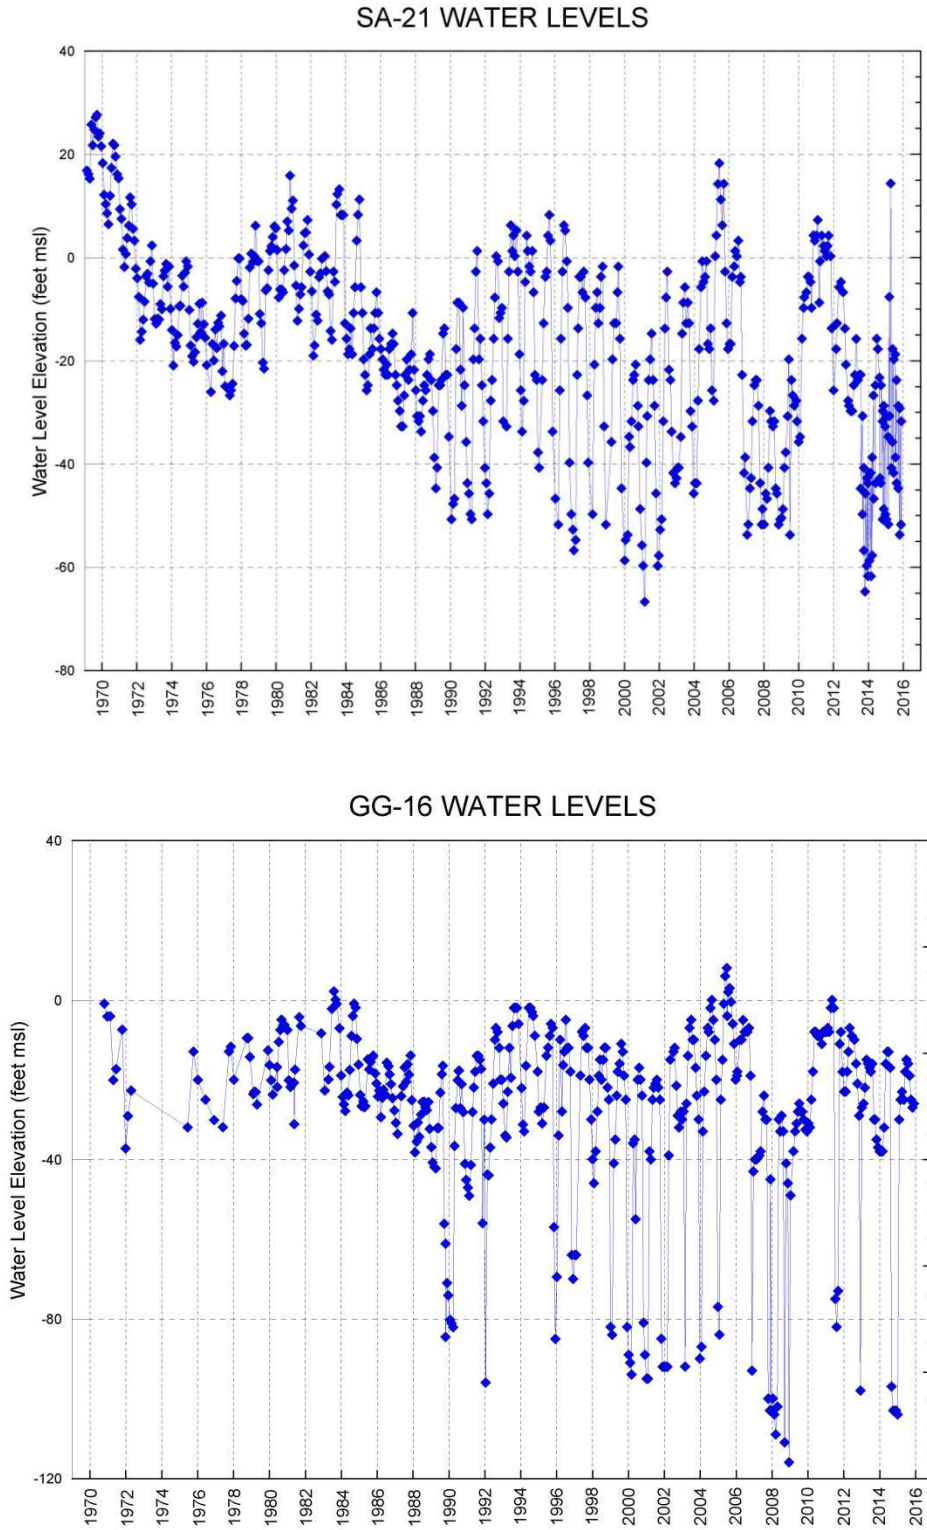 SA-21 WATER LEVELS
40
20
0
-20
-40
-60
-80
Water Level Elevation (feet msl)
1970 1972 1974 1976 1978 1980 1982 1984 1986 1988 1990 1992 1994 1996 1998 2000 2002 2004 2006 2008 2010 2012 2014 2016
GG-16 WATER LEVELS
40
0
-40
-80
-120
Water Level Elevation (feet msl)
1970 1972 1974 1976 1978 1980 1982 1984 1986 1988 1990 1992 1994 1996 1998 2000 2002 2004 2006 2008 2010 2012 2014 2016